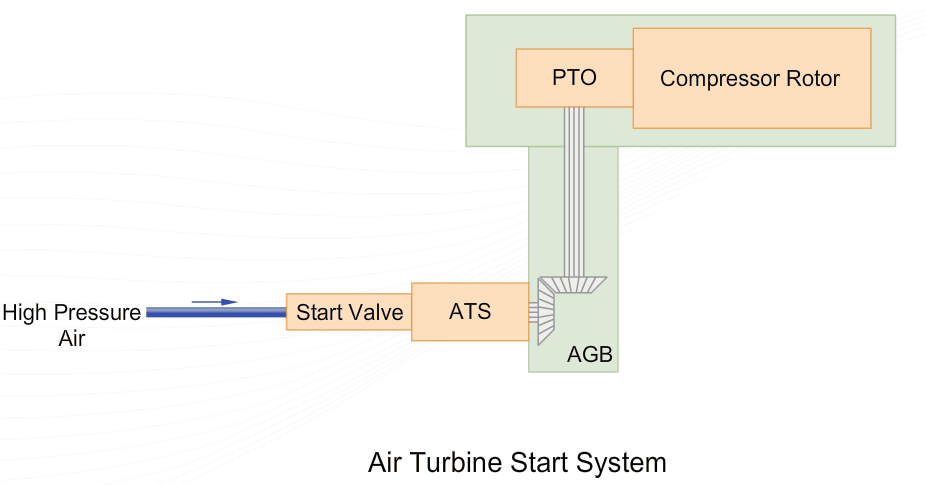 PTO
Compressor Rotor
High Pressure
Air
Start Valve
ATS
AGB
Air Turbine Start System